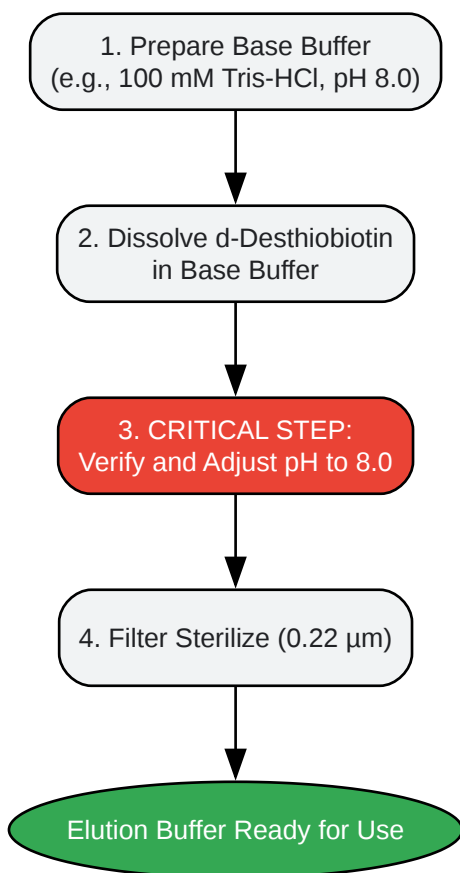 1. Prepare Base Buffer
(e.g., 100 mM Tris-HCl, pH 8.0)
2. Dissolve d-Desthiobiotin
in Base Buffer
3. CRITICAL STEP:
Verify and Adjust pH to 8.0
4. Filter Sterilize (0.22 µm)
Elution Buffer Ready for Use